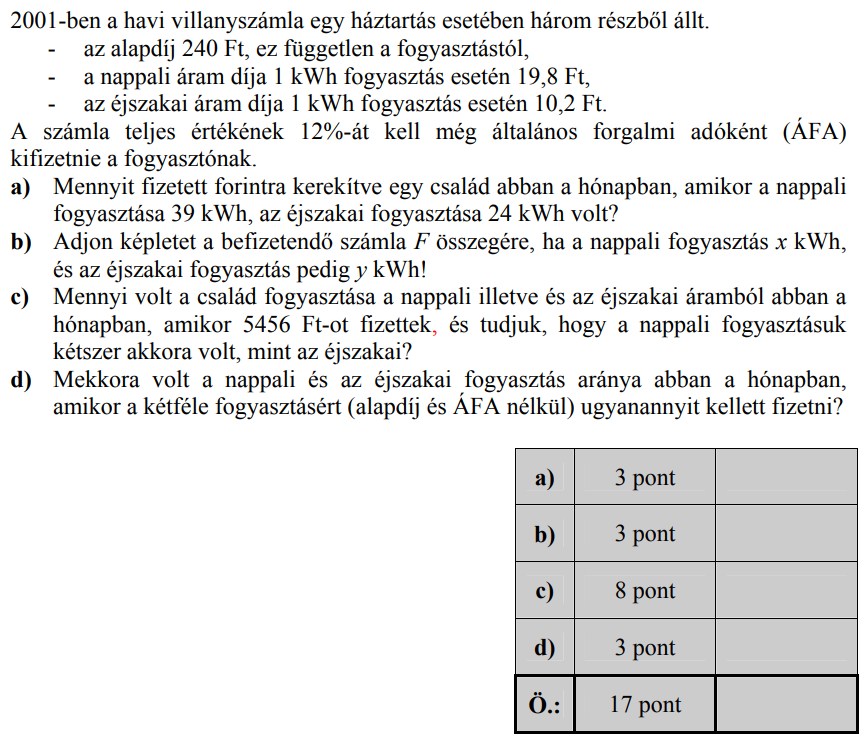 2001-ben a havi villanyszámla egy háztartás esetében három részből állt.
- az alapdíj 240 Ft, ez független a fogyasztástól,
- a nappali áram díja 1 kWh fogyasztás esetén 19,8 Ft,
- az éjszakai áram díja 1 kWh fogyasztás esetén 10,2 Ft.
A számla teljes értékének 12%-át kell még általános forgalmi adóként (ÁFA)
kifizetnie a fogyasztónak.
a) Mennyit fizetett forintra kerekítve egy család abban a hónapban, amikor a nappali
fogyasztása 39 kWh, az éjszakai fogyasztása 24 kWh volt?
b) Adjon képletet a befizetendő számla F összegére, ha a nappali fogyasztás x kWh,
és az éjszakai fogyasztás pedig y kWh!
c) Mennyi volt a család fogyasztása a nappali illetve és az éjszakai áramból abban a
hónapban, amikor 5456 Ft-ot fizettek, és tudjuk, hogy a nappali fogyasztásuk
kétszer akkora volt, mint az éjszakai?
d) Mekkora volt a nappali és az éjszakai fogyasztás aránya abban a hónapban,
amikor a kétféle fogyasztásért (alapdíj és ÁFA nélkül) ugyanannyit kellett fizetni?
a) 3 pont
b) 3 pont
c) 8 pont
d) 3 pont
Ö.: 17 pont